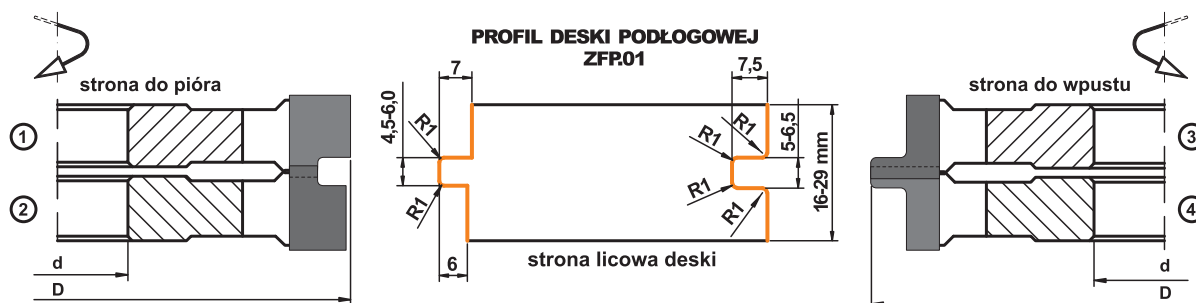 PROFIL DESKI PODŁOGOWEJ
ZFP.01
strona do pióra
strona do wpustu
7
7,5
4,5-6,0
5-6,5
16-29 mm
R1
R1
R1
R1
R1
R1
1
2
3
4
6
strona licowa deski
d
D
d
D